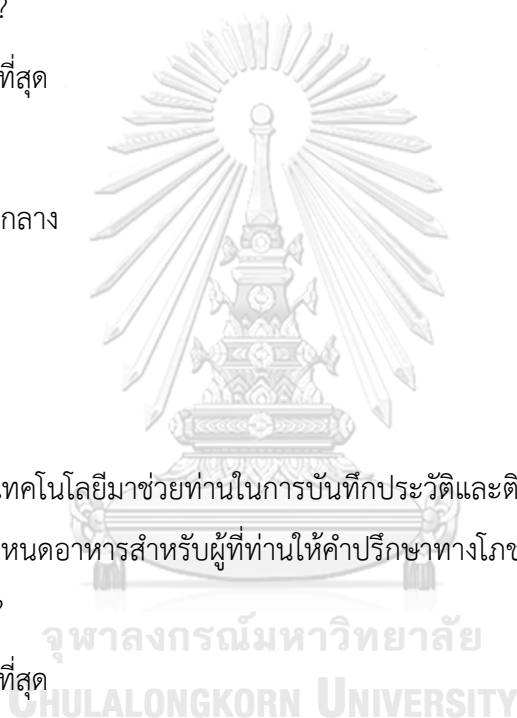 ?
ที่สุด
กลาง
เทคโนโลยีมาช่วยท่านในการบันทึกประวัติและติ
หนดอาหารสำหรับผู้ที่ท่านให้คำปรึกษาทางโภช
?
จุฬาลงกรณ์มหาวิทยาลัย
ที่สุด
CHULALONGKORN UNIVERSITY